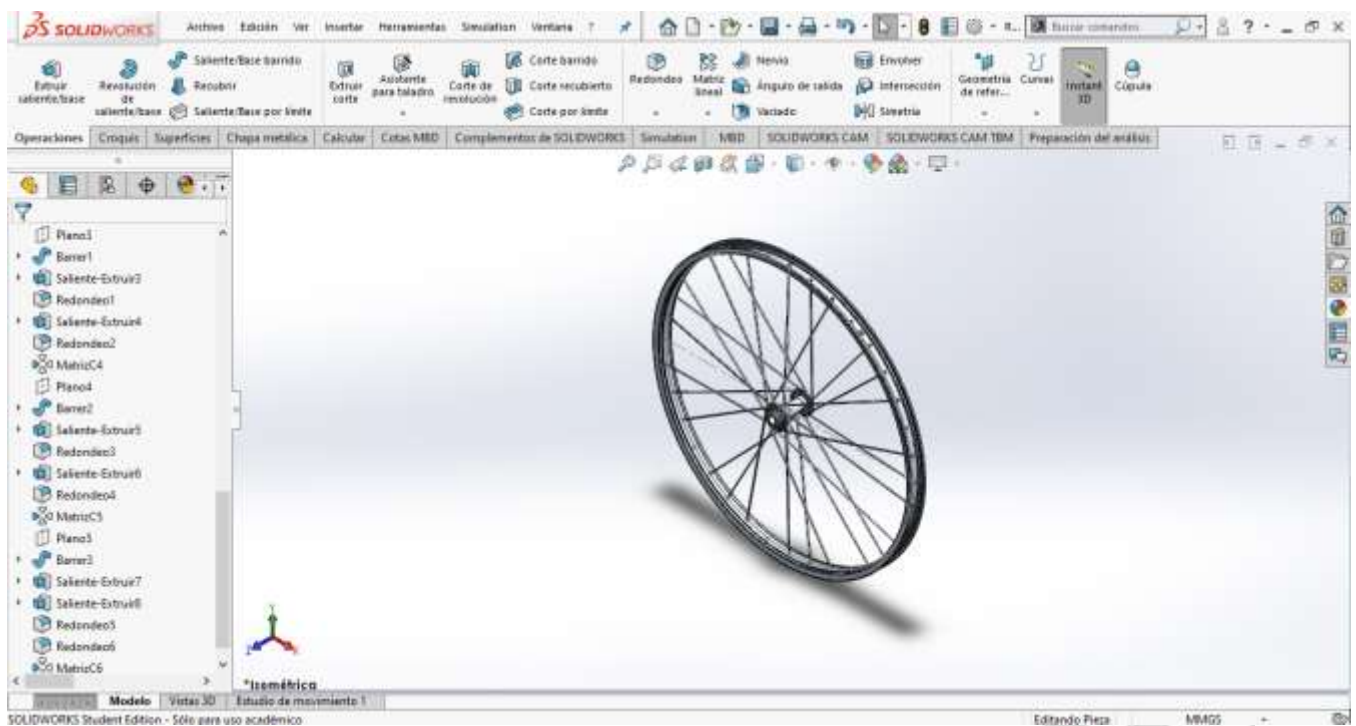 SOLIDWORKS Archivo Edición Ver Insertar Herramientas Simulation Ventana ?
Buscar comandos
Extruir saliente/base
Revolución de saliente/base
Saliente/Base barrido
Recubrir
Saliente/Base por límite
Extruir corte
Asistente para taladro
Corte de revolución
Corte barrido
Corte recubierto
Corte por límite
Redondeo
Matriz lineal
Nervio
Ángulo de salida
Vaciado
Envolver
Intersección
Simetría
Geometría de refer...
Curvas
Instant 3D
Cúpula
Operaciones Croquis Superficies Chapa metálica Calcular Cotas MBD Complementos de SOLIDWORKS Simulation MBD SOLIDWORKS CAM SOLIDWORKS CAM TBM Preparación del análisis
Plano3
Barrer1
Saliente-Extruir3
Redondeo1
Saliente-Extruir4
Redondeo2
MatrizC4
Plano4
Barrer2
Saliente-Extruir5
Redondeo3
Saliente-Extruir6
Redondeo4
MatrizC5
Plano5
Barrer3
Saliente-Extruir7
Saliente-Extruir8
Redondeo5
Redondeo6
MatrizC6
*Isométrica
Modelo Vistas 3D Estudio de movimiento 1
SOLIDWORKS Student Edition - Sólo para uso académico Editando Pieza MMGS